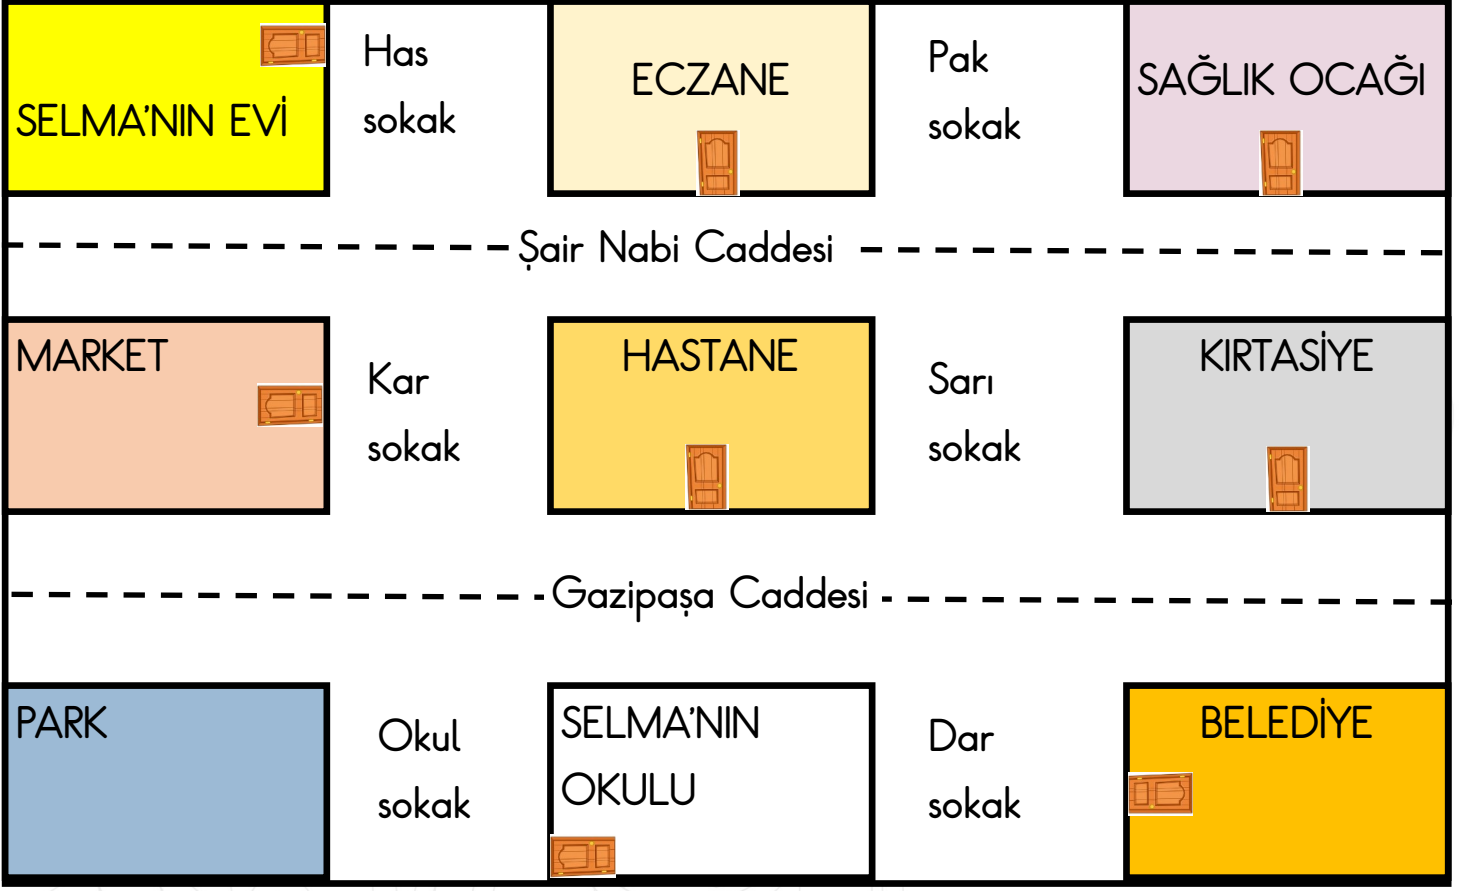 SELMA'NIN EVİ
Has
sokak
ECZANE
Pak
sokak
SAĞLIK OCAĞI
Şair Nabi Caddesi
MARKET
Kar
sokak
HASTANE
Sarı
sokak
KIRTASİYE
Gazipaşa Caddesi
PARK
Okul
sokak
SELMA'NIN
OKULU
Dar
sokak
BELEDİYE